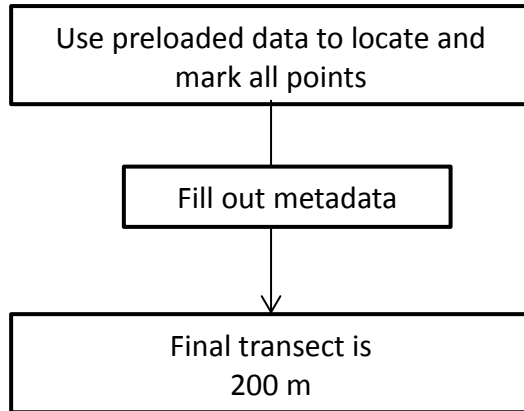 Use preloaded data to locate and
mark all points
Fill out metadata
Final transect is
200 m